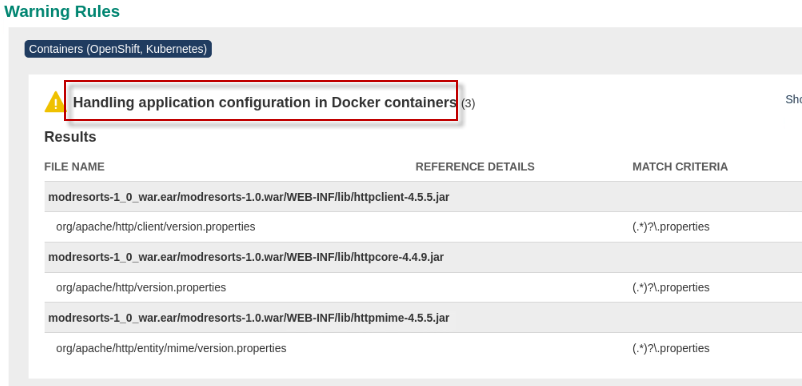 Warning Rules
Containers (OpenShift, Kubernetes)
Handling application configuration in Docker containers (3)
Sho
Results
FILE NAME REFERENCE DETAILS MATCH CRITERIA
modresorts-1_0_war.ear/modresorts-1.0.war/WEB-INF/lib/httpclient-4.5.5.jar
org/apache/http/client/version.properties (.*)?\.properties
modresorts-1_0_war.ear/modresorts-1.0.war/WEB-INF/lib/httpcore-4.4.9.jar
org/apache/http/version.properties (.*)?\.properties
modresorts-1_0_war.ear/modresorts-1.0.war/WEB-INF/lib/httpmime-4.5.5.jar
org/apache/http/entity/mime/version.properties (.*)?\.properties